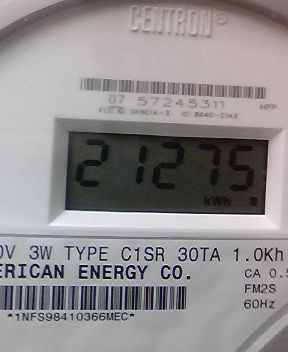 CENTRON®
07 57245311 HPP
21275
kWh
0V 3W TYPE C1SR 30TA 1.0Kh
ERICAN ENERGY CO. CA 0.5
FM2S
*1NFS98410366MEC* 60Hz